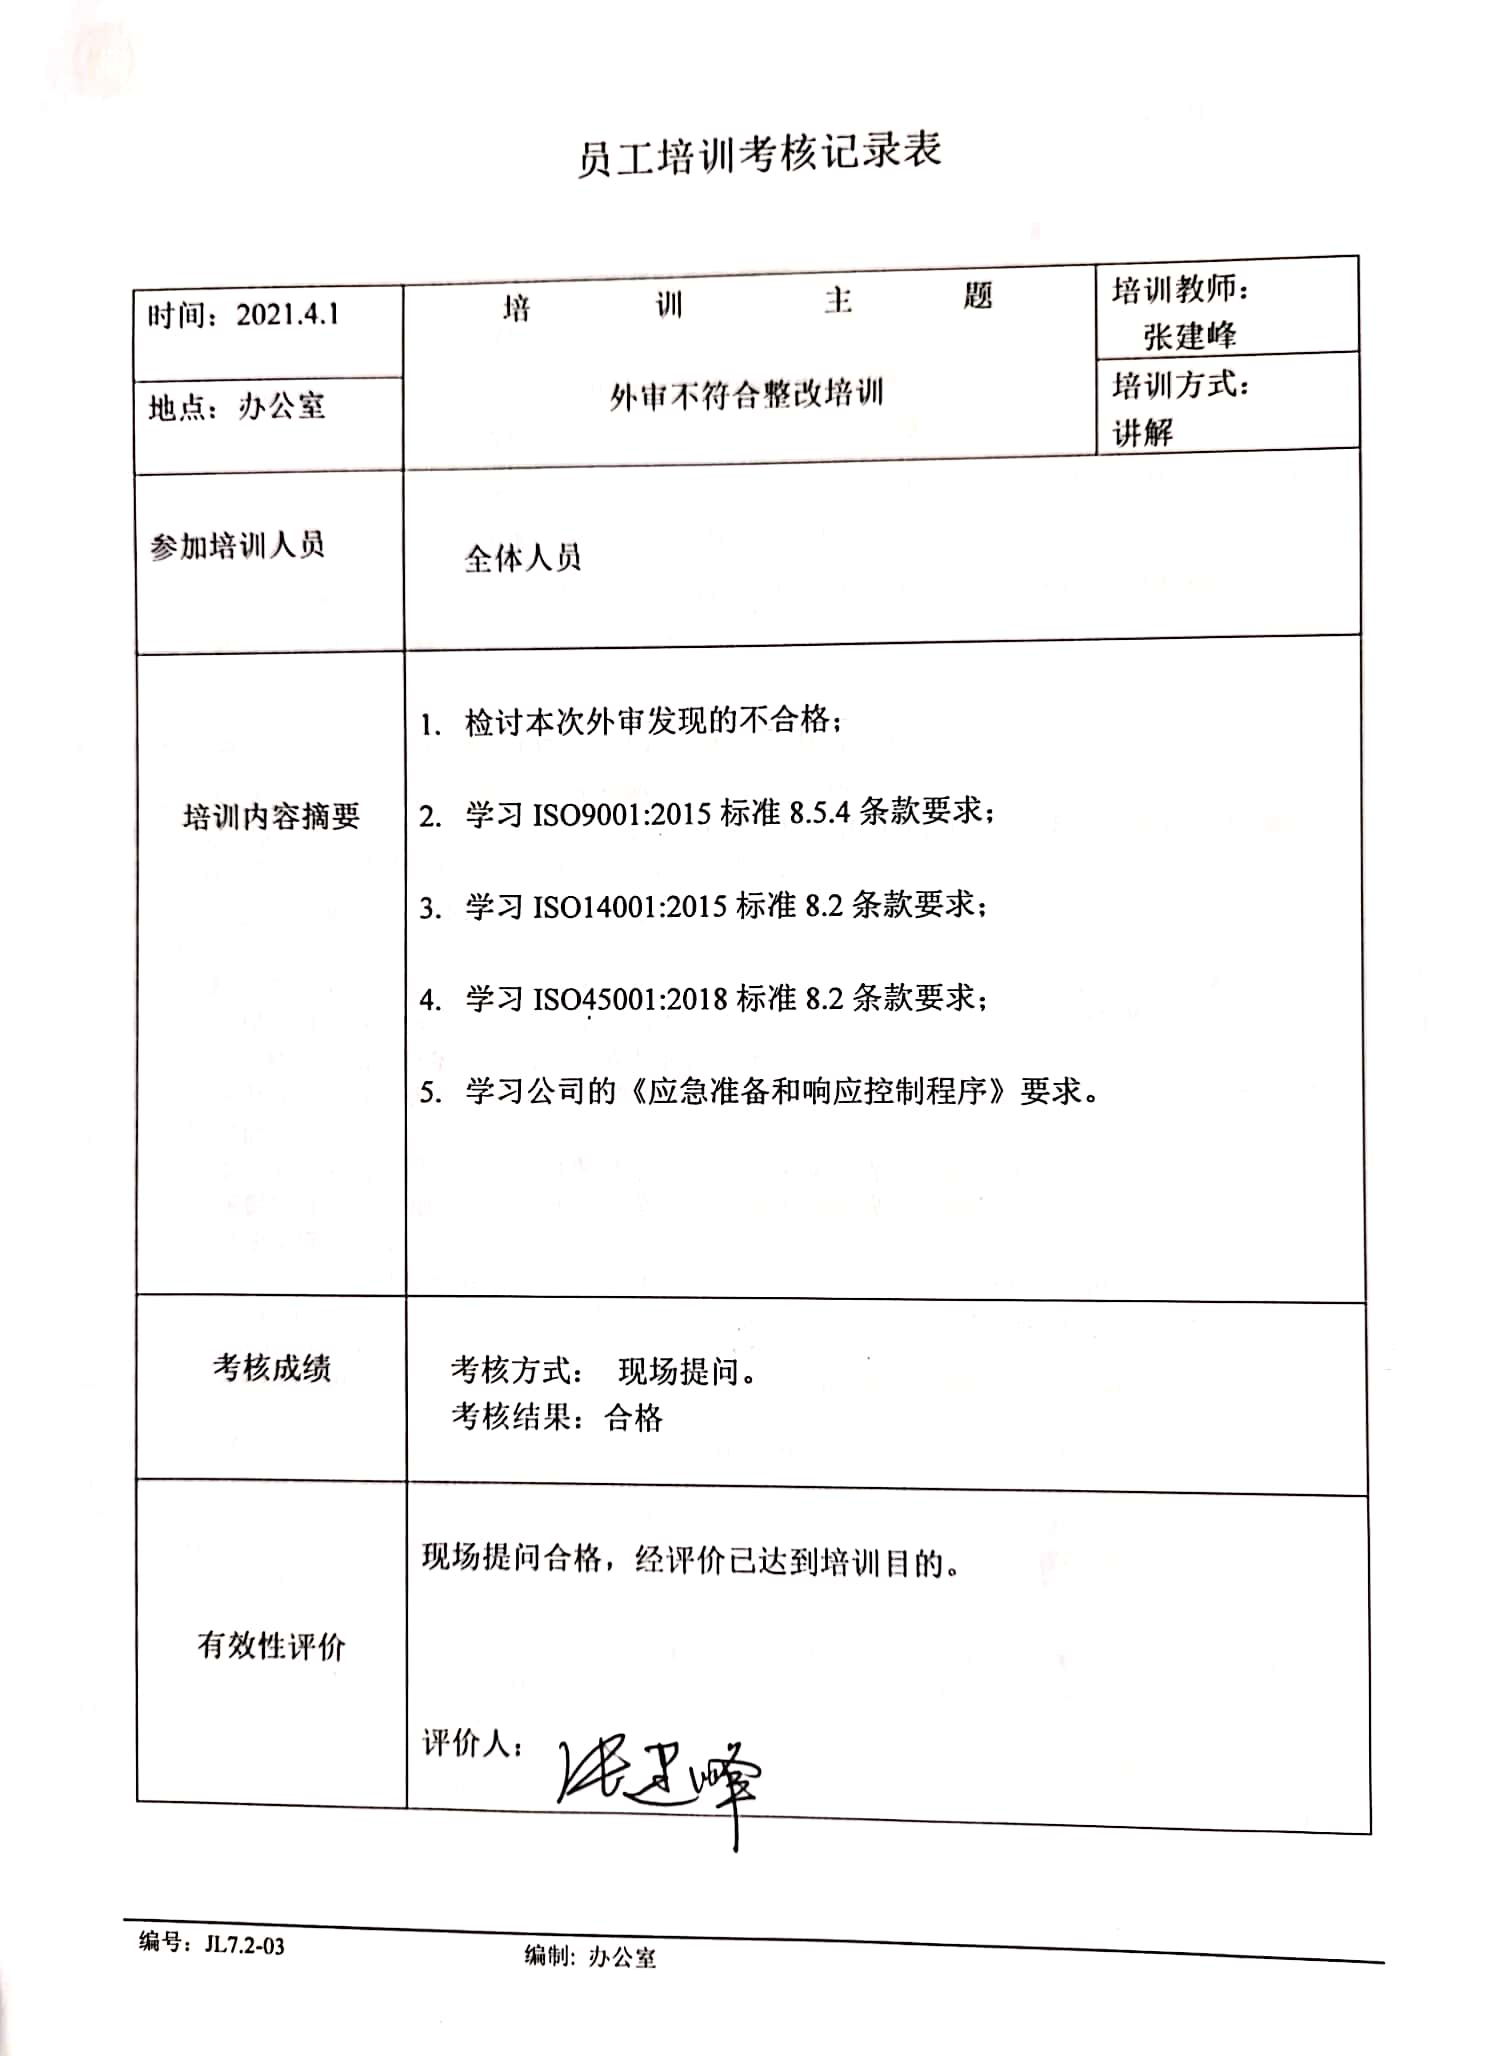 员工培训考核记录表
时间：2021.4.1
培 训 主 题
培训教师：
张建峰
地点：办公室
外审不符合整改培训
培训方式：
讲解
参加培训人员
全体人员
培训内容摘要
1. 检讨本次外审发现的不合格；
2. 学习 ISO9001:2015 标准 8.5.4 条款要求；
3. 学习 ISO14001:2015 标准 8.2 条款要求；
4. 学习 ISO45001:2018 标准 8.2 条款要求；
5. 学习公司的《应急准备和响应控制程序》要求。
考核成绩
考核方式： 现场提问。
考核结果：合格
有效性评价
现场提问合格，经评价已达到培训目的。
评价人：张建峰
编号：JL7.2-03
编制：办公室